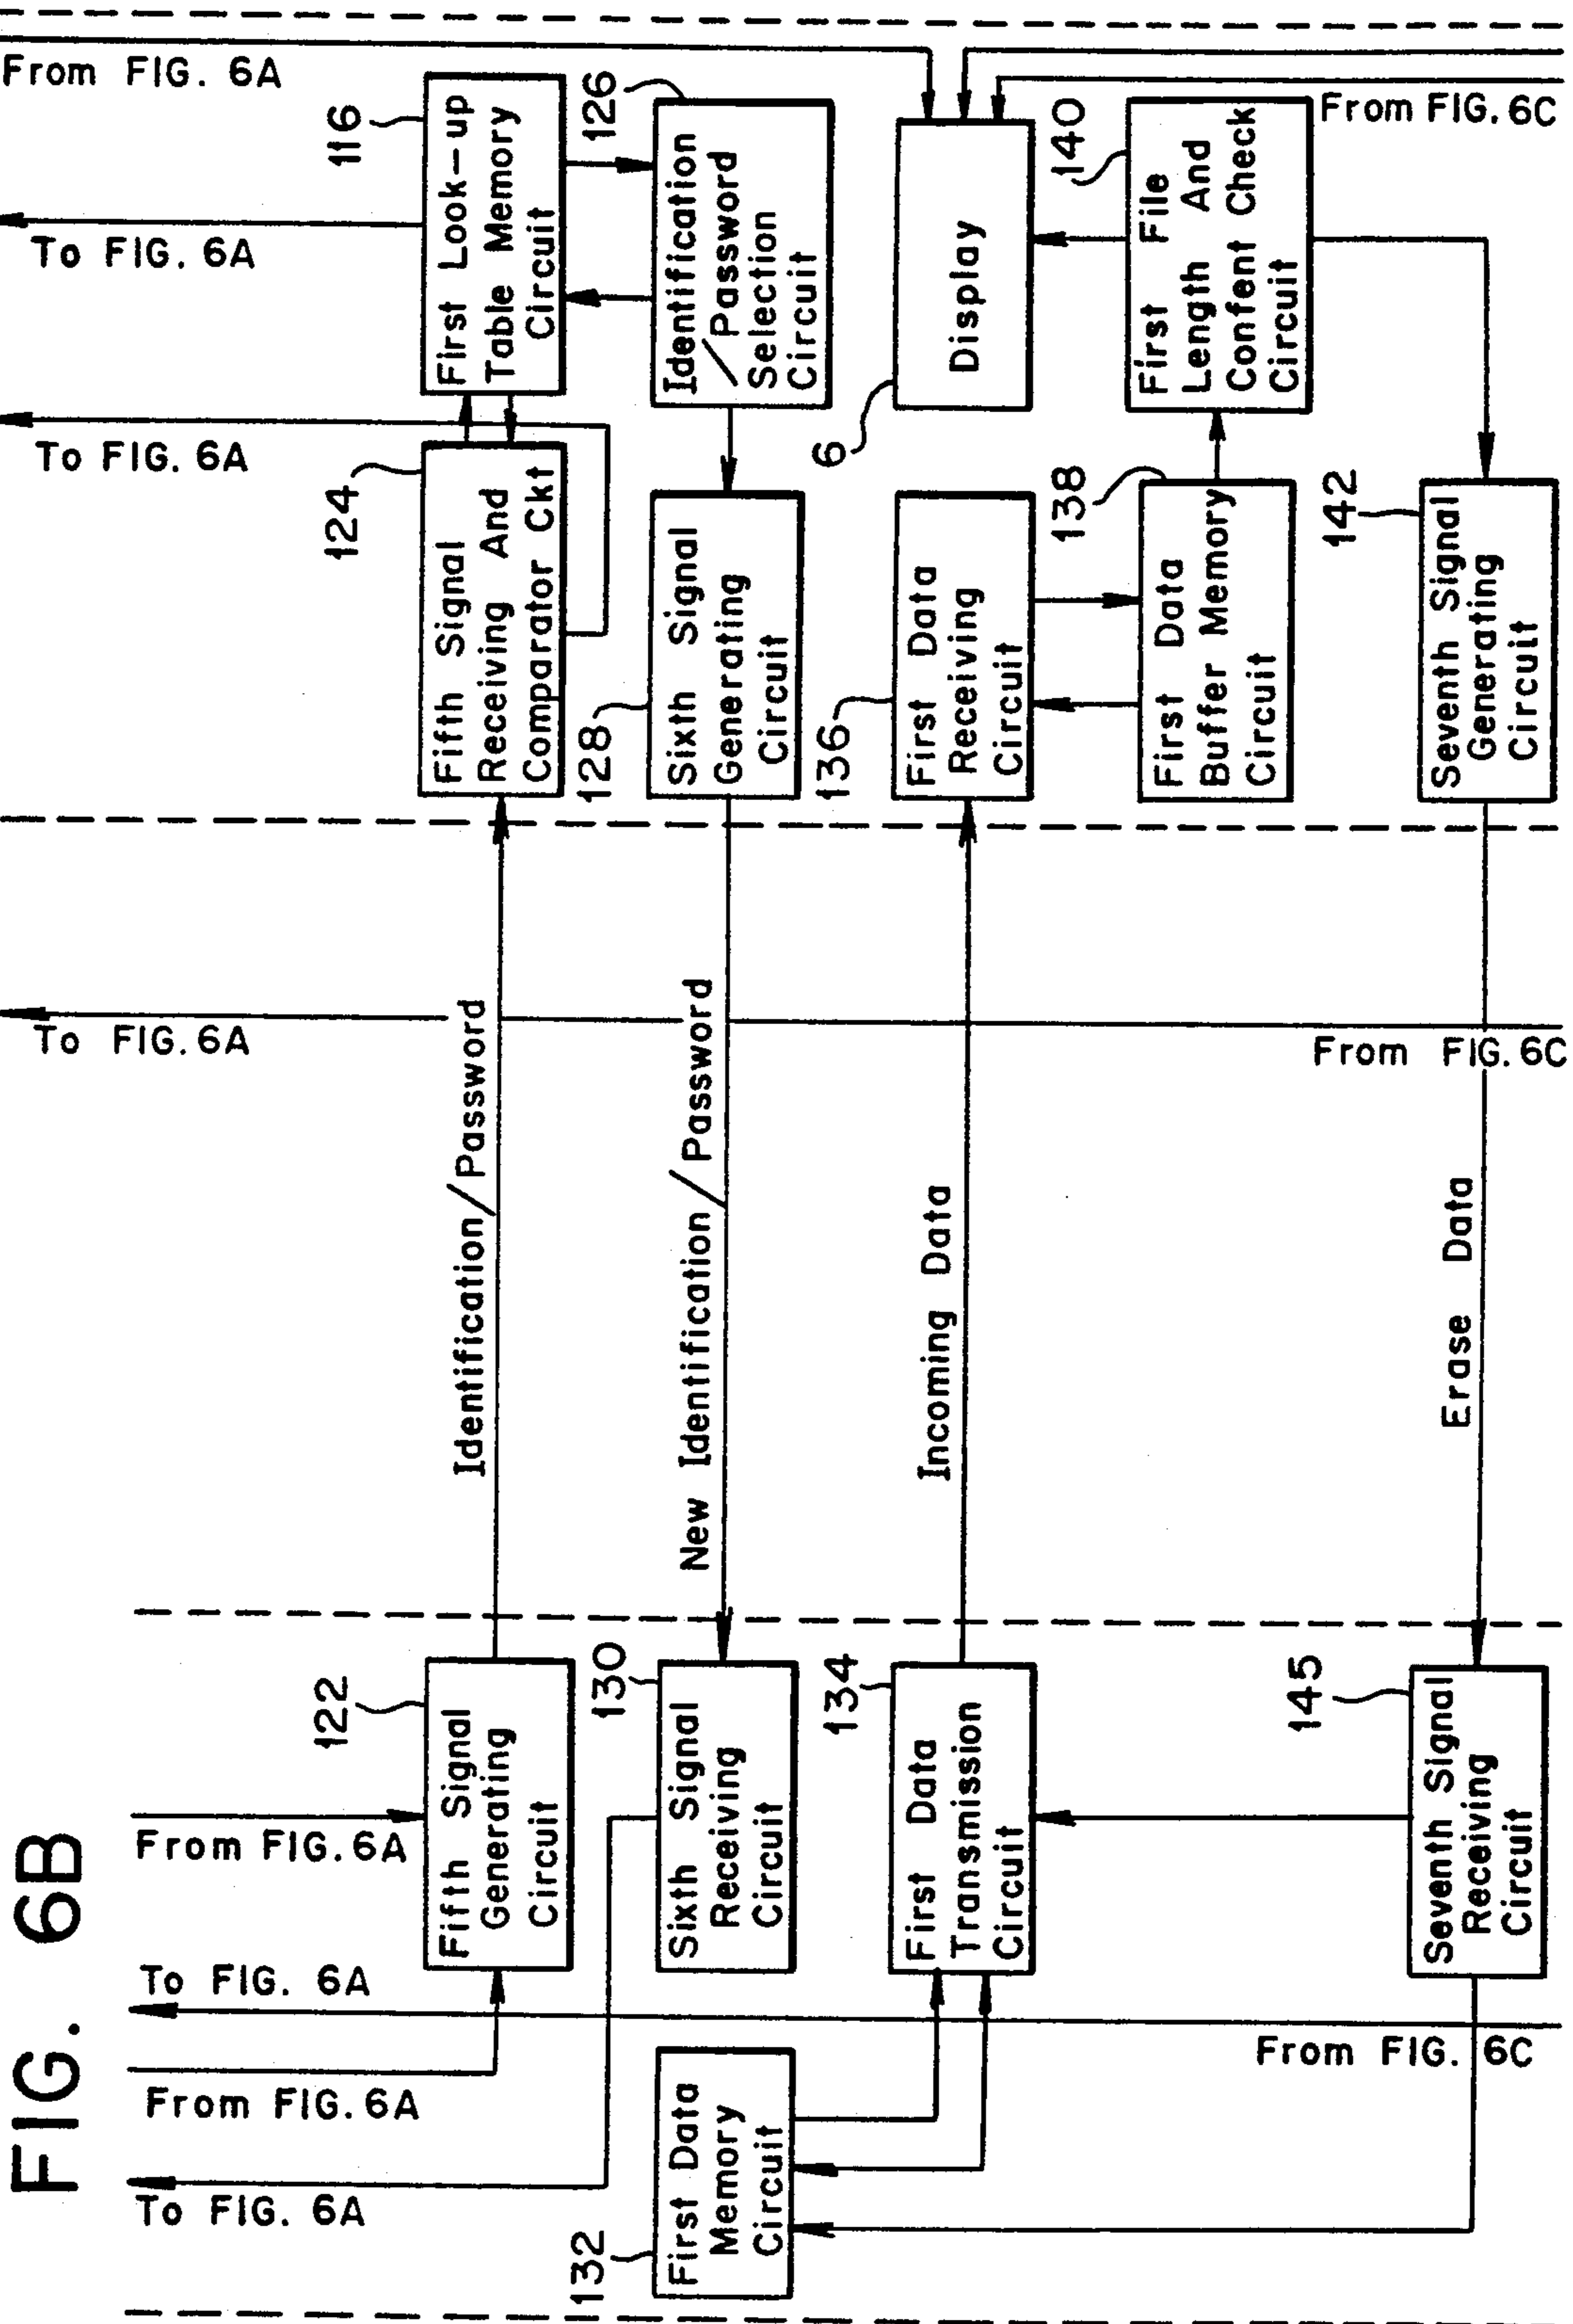 FIG. 6B
To FIG. 6A
From FIG. 6A
To FIG. 6A
From FIG. 6A
To FIG. 6A
To FIG. 6A
To FIG. 6A
From FIG. 6A
122
Fifth Signal
Generating
Circuit
Identification/Password
124
Fifth Signal
Receiving And
Comparator Ckt
116
First Look-up
Table Memory
Circuit
130
Sixth Signal
Receiving
Circuit
New Identification/Password
128
Sixth Signal
Generating
Circuit
126
Identification
/Password
Selection
Circuit
132
First Data
Memory
Circuit
134
First Data
Transmission
Circuit
Incoming Data
136
First Data
Receiving
Circuit
6
Display
138
First Data
Buffer Memory
Circuit
140
First File
Length And
Confent Check
Circuit
145
Seventh Signal
Receiving
Circuit
Erase Data
142
Seventh Signal
Generating
Circuit
From FIG. 6C
From FIG. 6C
From FIG. 6C